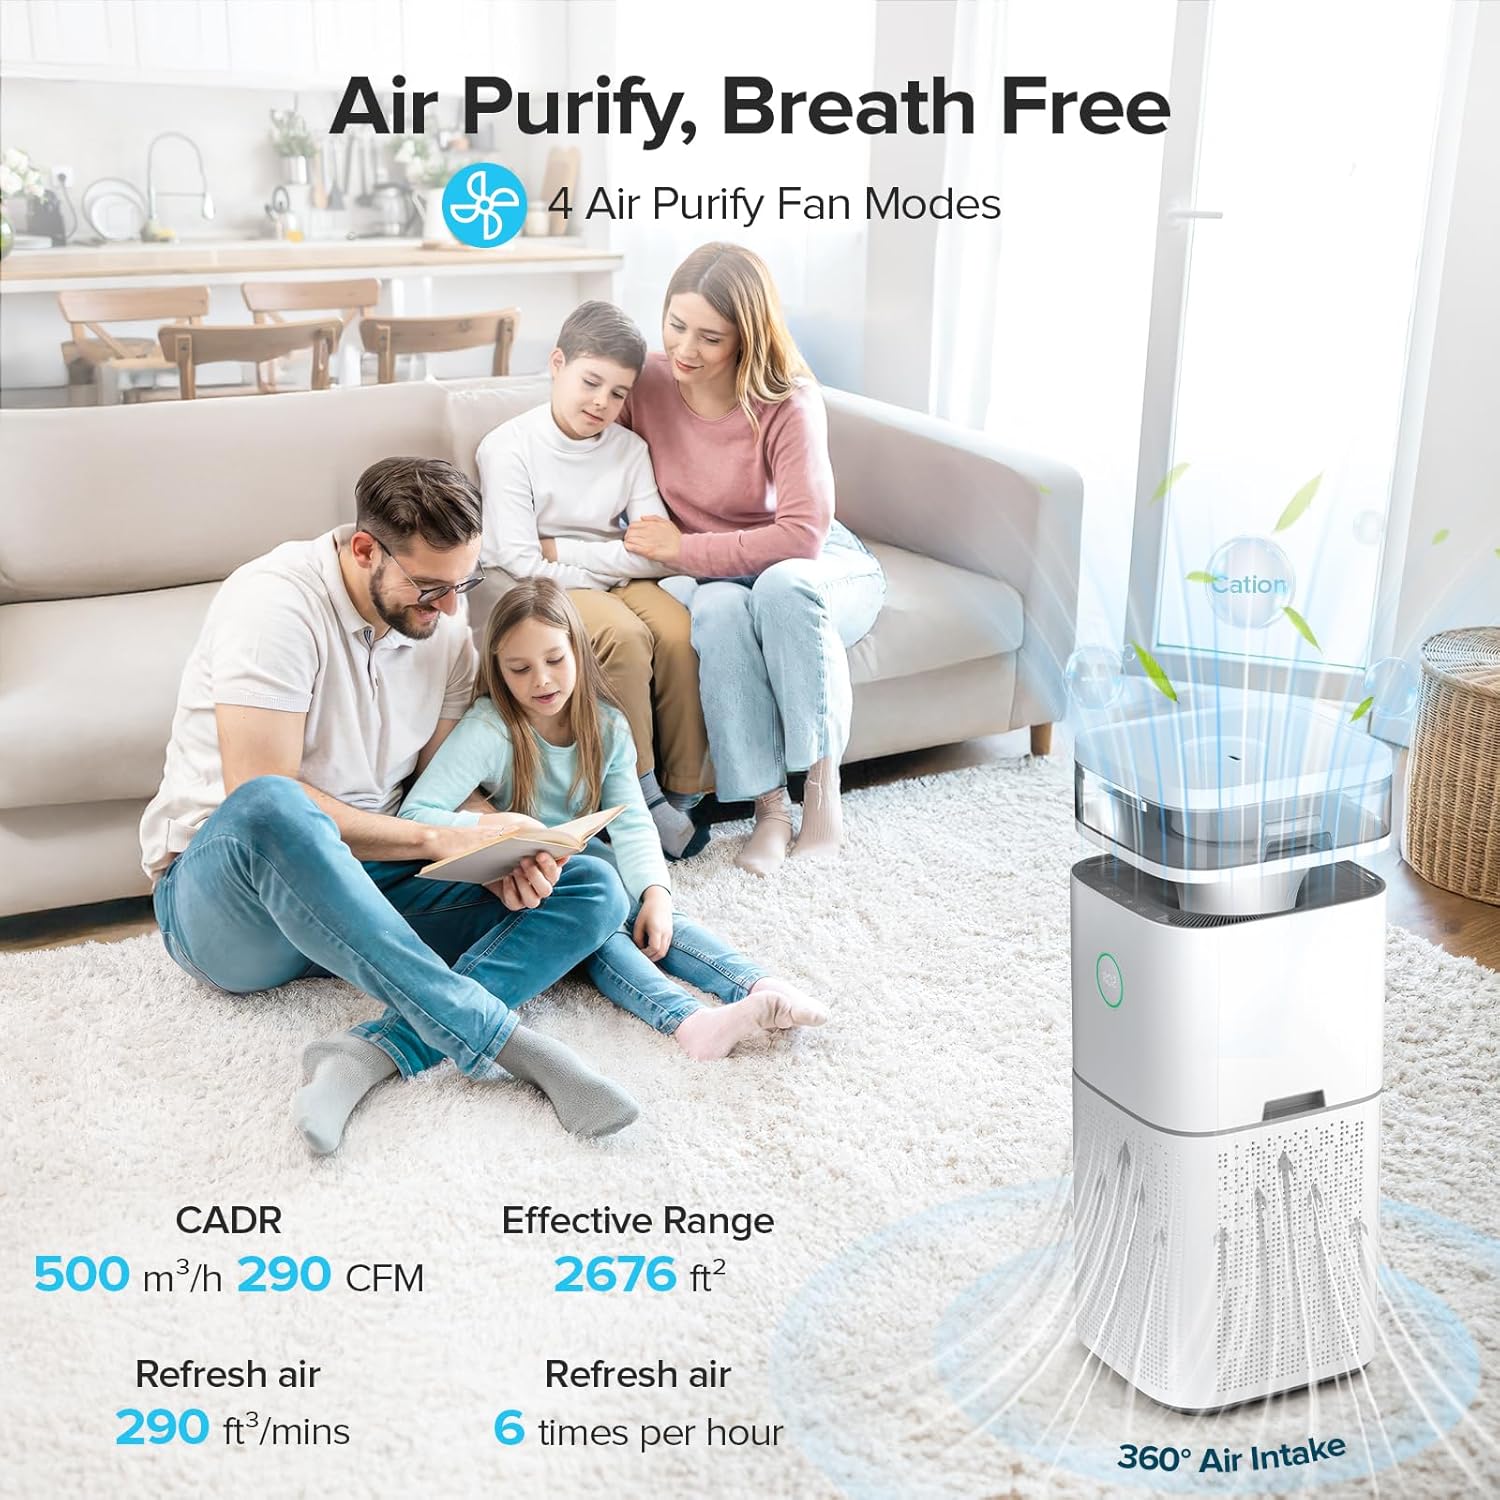 Air Purify, Breath Free
4 Air Purify Fan Modes
Cation
CADR
500 m³/h 290 CFM
Effective Range
2676 ft²
Refresh air
290 ft³/mins
Refresh air
6 times per hour
360° Air Intake